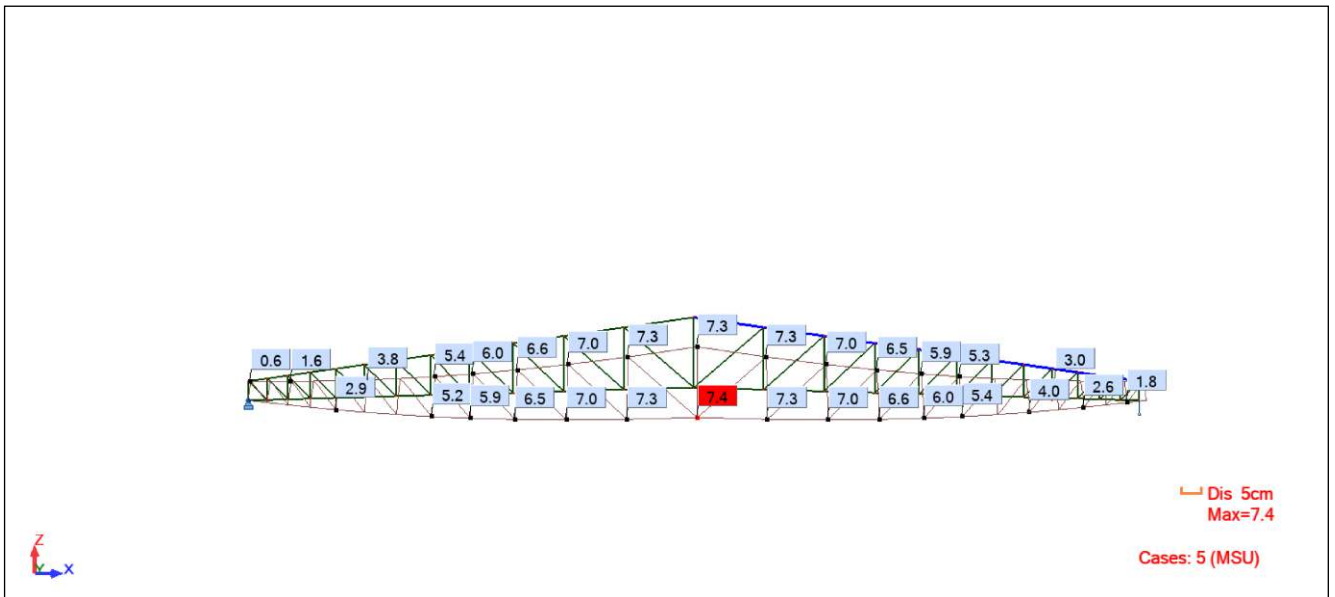 7.3
7.3 7.3
7.0 7.0
6.6 6.5
5.4 6.0 5.9 5.3
0.6 1.6 3.8 3.0
2.9 4.0 2.6 1.8
5.2 5.9 6.5 7.0 7.3 7.4 7.3 7.0 6.6 6.0 5.4
Dis 5cm
Max=7.4
Cases: 5 (MSU)
Z
Y X